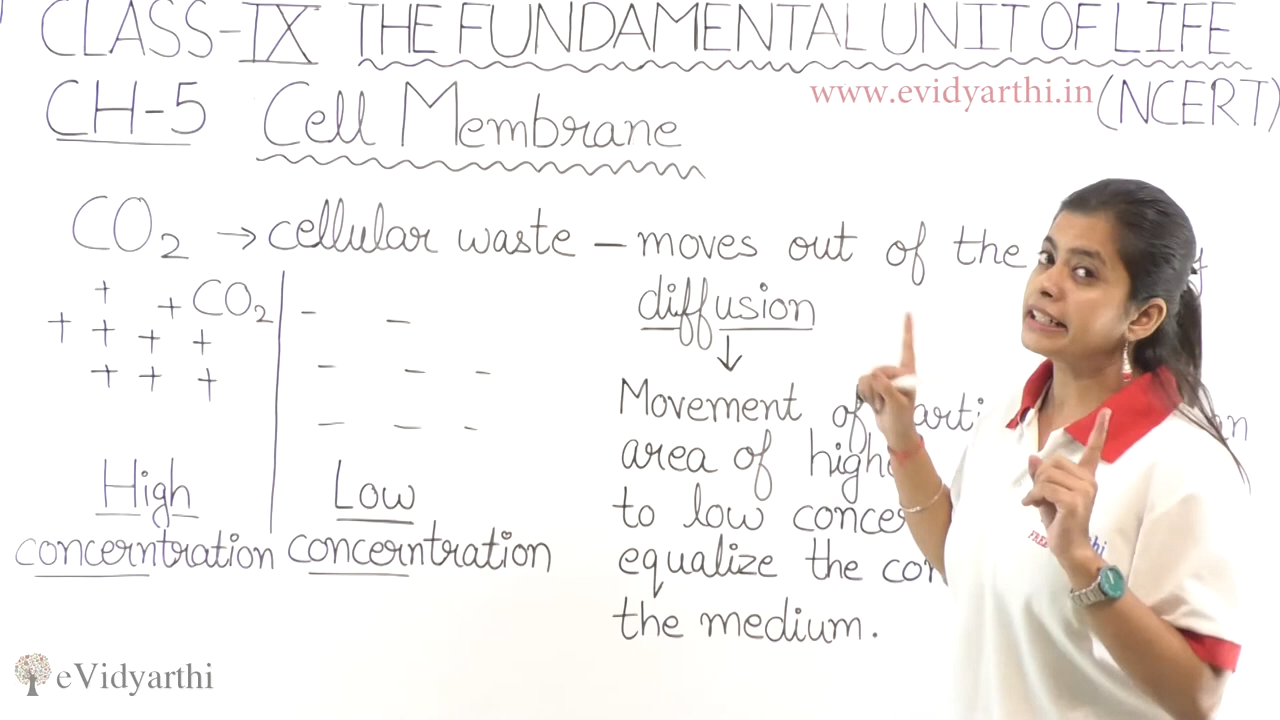 CLASS-IX THE FUNDAMENTAL UNIT OF LIFE
www.evidyarthi.in (NCERT)
CH-5 Cell Membrane
CO2 → cellular waste – moves out of the
+ + CO2 - -
diffusion
+ + + +
+ + + - - -
↓
Movement of
- - -
area of
High Low
to low
concerntration concerntration
equalize the
the medium.
eVidyarthi